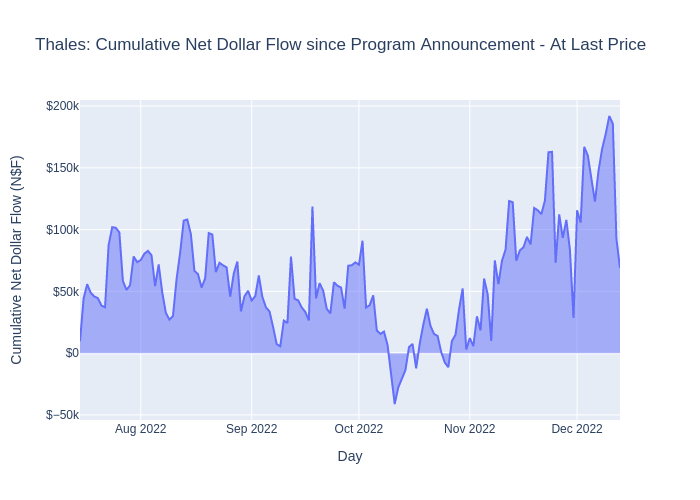 Thales: Cumulative Net Dollar Flow since Program Announcement - At Last Price
Cumulative Net Dollar Flow (N$F)
$200k
$150k
$100k
$50k
$0
$−50k
Aug 2022
Sep 2022
Oct 2022
Nov 2022
Dec 2022
Day